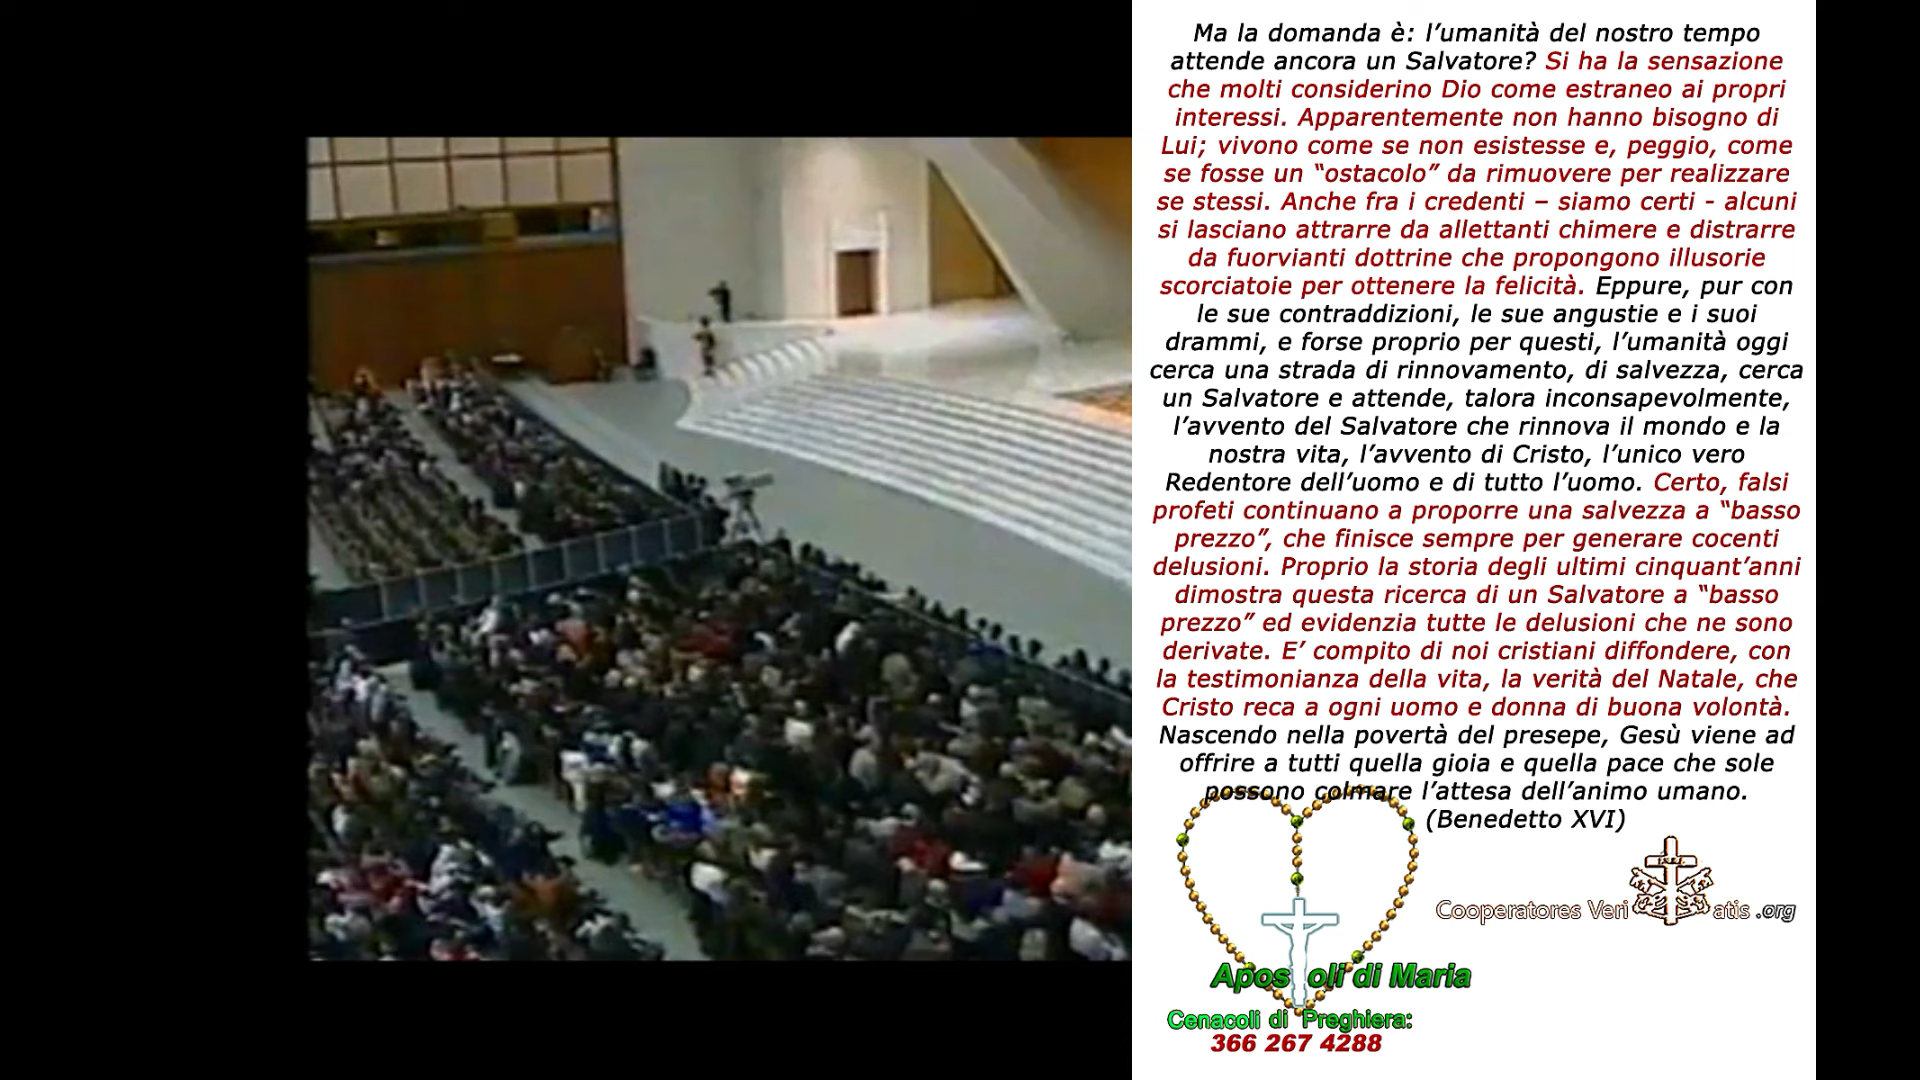 Ma la domanda è: l’umanità del nostro tempo
attende ancora un Salvatore? Si ha la sensazione
che molti considerino Dio come estraneo ai propri
interessi. Apparentemente non hanno bisogno di
Lui; vivono come se non esistesse e, peggio, come
se fosse un “ostacolo” da rimuovere per realizzare
se stessi. Anche fra i credenti – siamo certi - alcuni
si lasciano attrarre da allettanti chimere e distrarre
da fuorvianti dottrine che propongono illusorie
scorciatoie per ottenere la felicità. Eppure, pur con
le sue contraddizioni, le sue angustie e i suoi
drammi, e forse proprio per questi, l’umanità oggi
cerca una strada di rinnovamento, di salvezza, cerca
un Salvatore e attende, talora inconsapevolmente,
l’avvento del Salvatore che rinnova il mondo e la
nostra vita, l’avvento di Cristo, l’unico vero
Redentore dell’uomo e di tutto l’uomo. Certo, falsi
profeti continuano a proporre una salvezza a “basso
prezzo”, che finisce sempre per generare cocenti
delusioni. Proprio la storia degli ultimi cinquant’anni
dimostra questa ricerca di un Salvatore a “basso
prezzo” ed evidenzia tutte le delusioni che ne sono
derivate. E’ compito di noi cristiani diffondere, con
la testimonianza della vita, la verità del Natale, che
Cristo reca a ogni uomo e donna di buona volontà.
Nascendo nella povertà del presepe, Gesù viene ad
offrire a tutti quella gioia e quella pace che sole
possono colmare l’attesa dell’animo umano.
(Benedetto XVI)
Cooperatores Veri atis .org
Apos oli di Maria
Cenacoli di Preghiera:
366 267 4288